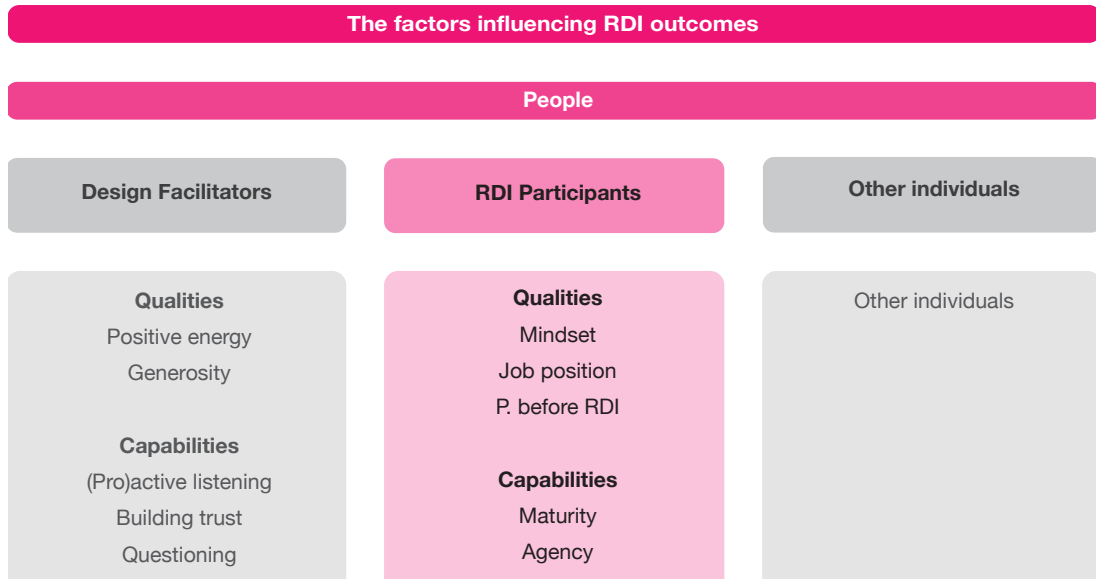 The factors influencing RDI outcomes
People
Design Facilitators
RDI Participants
Other individuals
Qualities
Positive energy
Generosity
Capabilities
(Pro)active listening
Building trust
Questioning
Qualities
Mindset
Job position
P. before RDI
Capabilities
Maturity
Agency
Other individuals